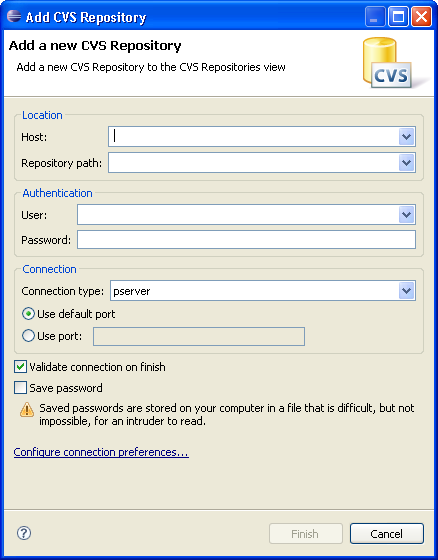 Add CVS Repository
Add a new CVS Repository
Add a new CVS Repository to the CVS Repositories view
CVS
Location
Host:
Repository path:
Authentication
User:
Password:
Connection
Connection type: pserver
Use default port
Use port:
Validate connection on finish
Save password
Saved passwords are stored on your computer in a file that is difficult, but not
impossible, for an intruder to read.
Configure connection preferences...
? Finish Cancel